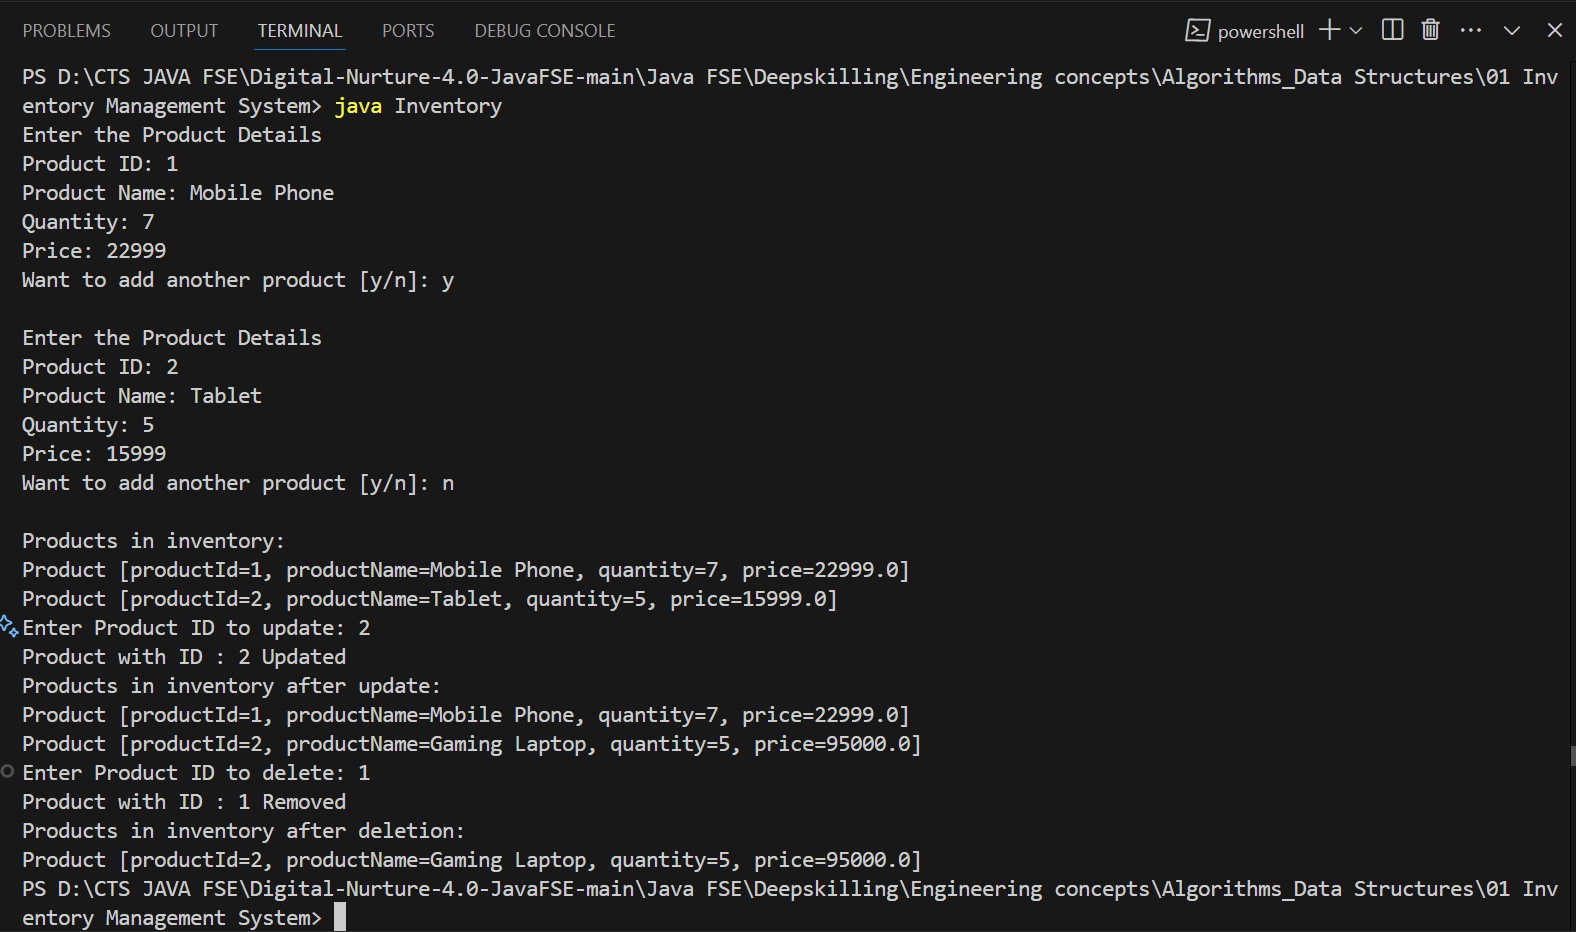 PROBLEMS OUTPUT TERMINAL PORTS DEBUG CONSOLE powershell
PS D:\CTS JAVA FSE\Digital-Nurture-4.0-JavaFSE-main\Java FSE\Deepskilling\Engineering concepts\Algorithms_Data Structures\01 Inv
entory Management System> java Inventory
Enter the Product Details
Product ID: 1
Product Name: Mobile Phone
Quantity: 7
Price: 22999
Want to add another product [y/n]: y
Enter the Product Details
Product ID: 2
Product Name: Tablet
Quantity: 5
Price: 15999
Want to add another product [y/n]: n
Products in inventory:
Product [productId=1, productName=Mobile Phone, quantity=7, price=22999.0]
Product [productId=2, productName=Tablet, quantity=5, price=15999.0]
Enter Product ID to update: 2
Product with ID : 2 Updated
Products in inventory after update:
Product [productId=1, productName=Mobile Phone, quantity=7, price=22999.0]
Product [productId=2, productName=Gaming Laptop, quantity=5, price=95000.0]
Enter Product ID to delete: 1
Product with ID : 1 Removed
Products in inventory after deletion:
Product [productId=2, productName=Gaming Laptop, quantity=5, price=95000.0]
PS D:\CTS JAVA FSE\Digital-Nurture-4.0-JavaFSE-main\Java FSE\Deepskilling\Engineering concepts\Algorithms_Data Structures\01 Inv
entory Management System>